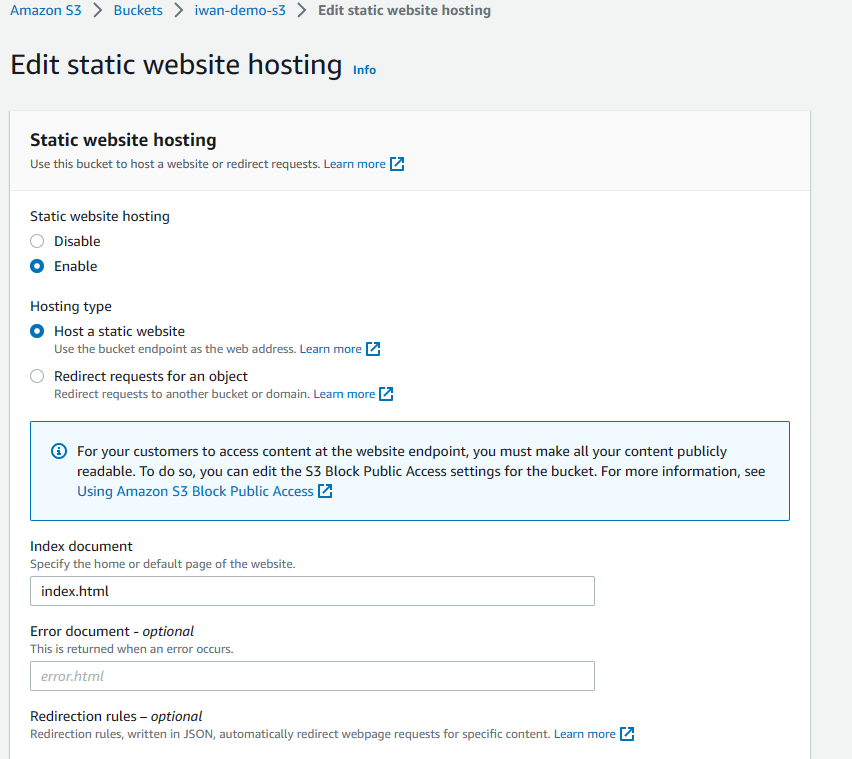 Amazon S3 > Buckets > iwan-demo-s3 > Edit static website hosting
Edit static website hosting Info
Static website hosting
Use this bucket to host a website or redirect requests. Learn more
Static website hosting
Disable
Enable
Hosting type
Host a static website
Use the bucket endpoint as the web address. Learn more
Redirect requests for an object
Redirect requests to another bucket or domain. Learn more
For your customers to access content at the website endpoint, you must make all your content publicly
readable. To do so, you can edit the S3 Block Public Access settings for the bucket. For more information, see
Using Amazon S3 Block Public Access
Index document
Specify the home or default page of the website.
index.html
Error document - optional
This is returned when an error occurs.
error.html
Redirection rules – optional
Redirection rules, written in JSON, automatically redirect webpage requests for specific content. Learn more